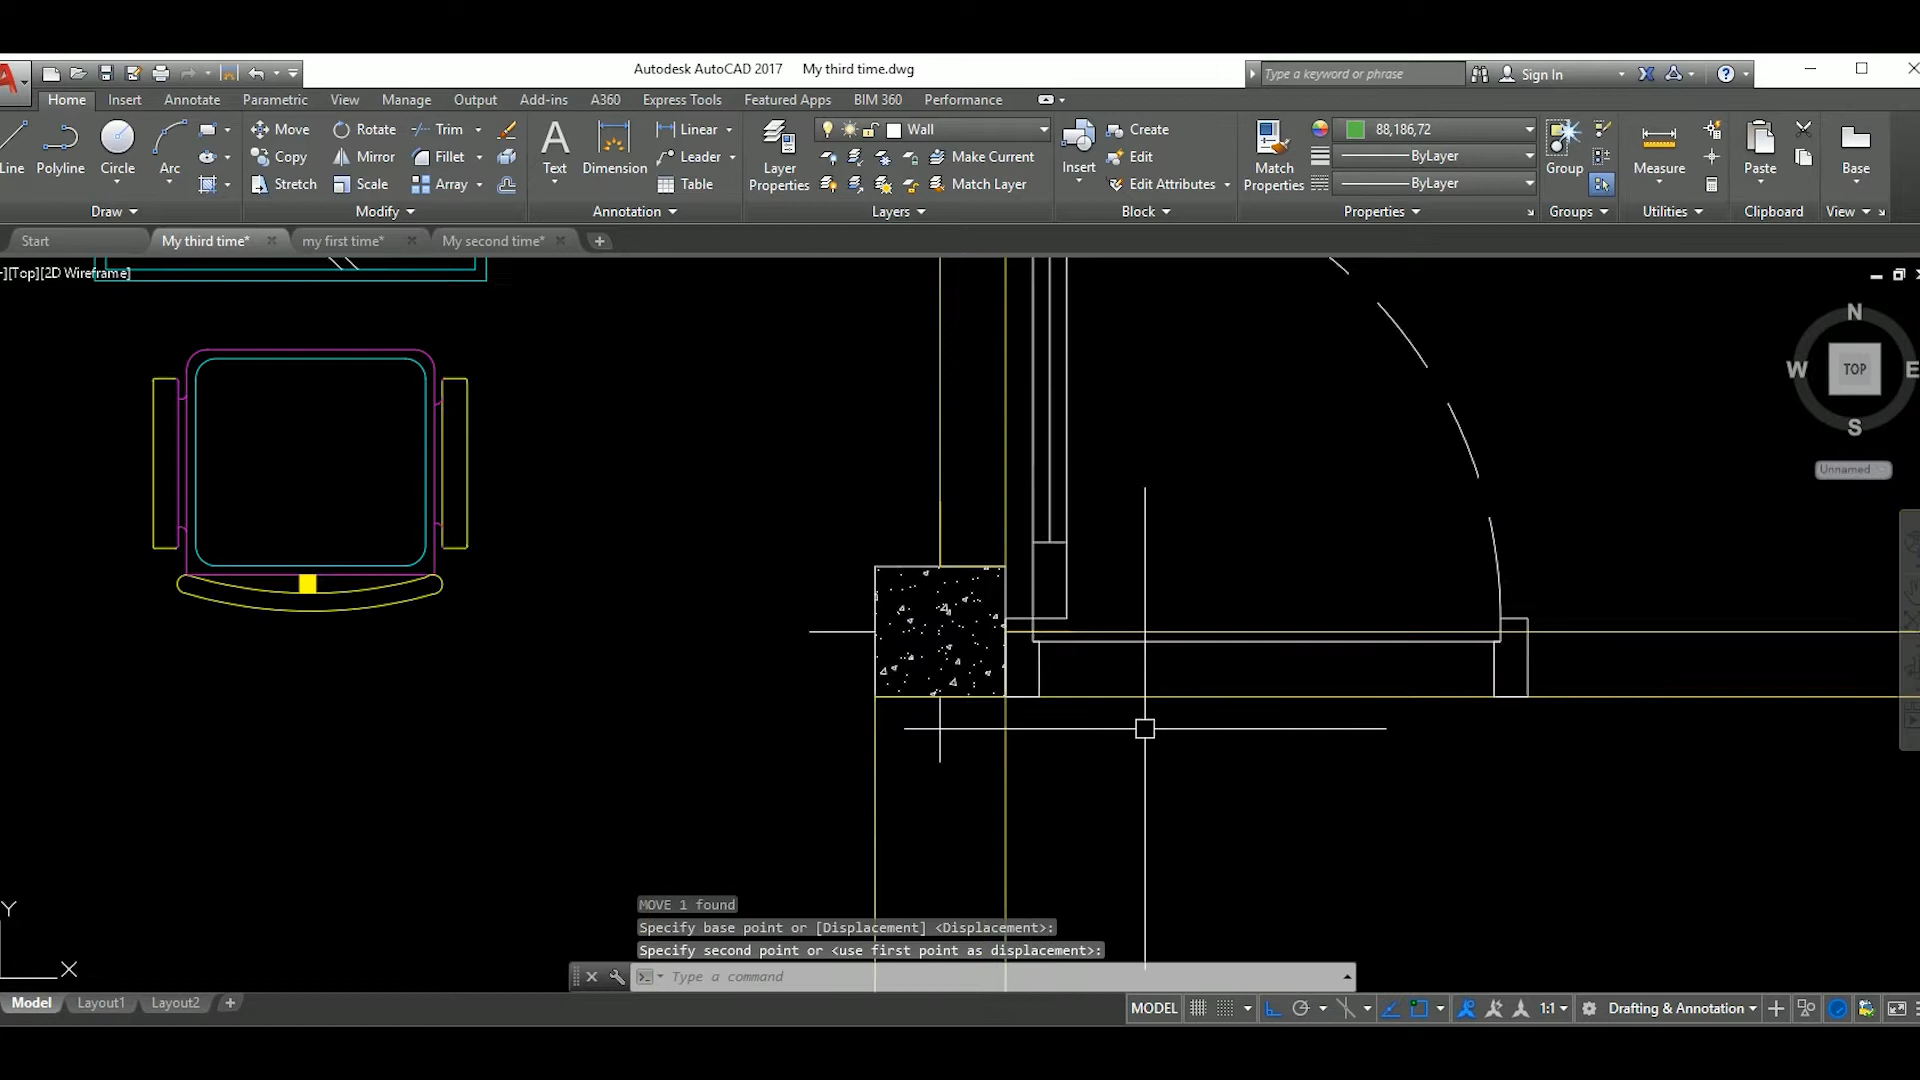 Autodesk AutoCAD 2017 My third time.dwg
Type a keyword or phrase
Sign In
Home Insert Annotate Parametric View Manage Output Add-ins A360 Express Tools Featured Apps BIM 360 Performance
Line Polyline Circle Arc
Move Rotate Trim
Copy Mirror Fillet
Stretch Scale Array
Text Dimension
Linear
Leader
Table
Layer Properties
Wall
Make Current
Match Layer
Insert
Create
Edit
Edit Attributes
Match Properties
88,186,72
ByLayer
ByLayer
Group
Measure
Paste
Base
Draw Modify Annotation Layers Block Properties Groups Utilities Clipboard View
Start My third time* my first time* My second time*
][Top][2D Wireframe]
N
W TOP E
S
Unnamed
MOVE 1 found
Specify base point or [Displacement] <Displacement>:
Specify second point or <use first point as displacement>:
Type a command
Y
X
Model Layout1 Layout2
MODEL 1:1 Drafting & Annotation